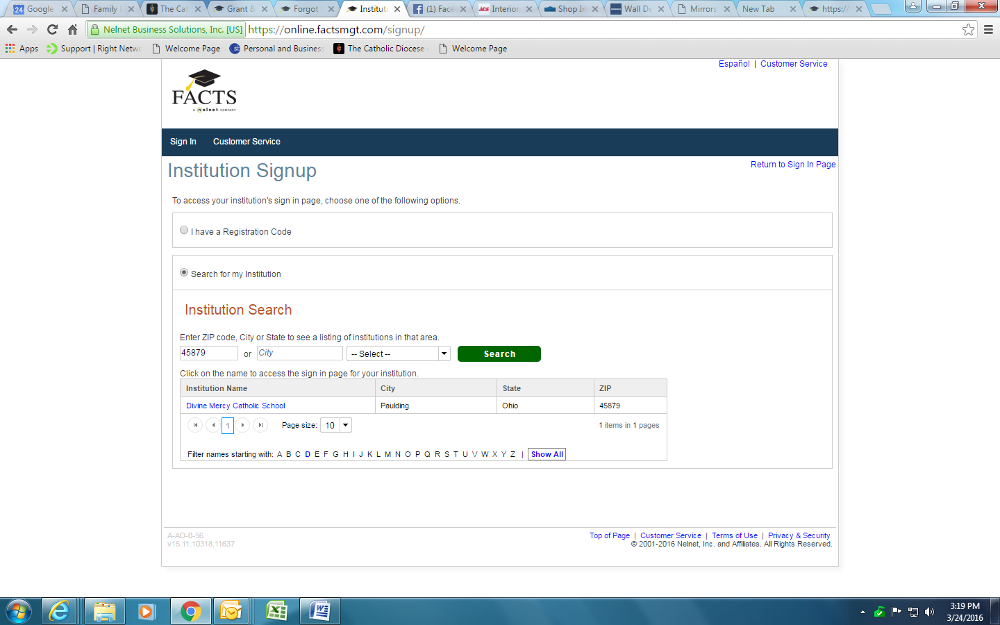 24 Google
Family
The Cat
Grant &
Forgot
Instituti
(1) Face
Interior
Shop In
Wall De
Mirrors
New Tab
https://
Nelnet Business Solutions, Inc. [US] https://online.factsmgt.com/signup/
Apps Support | Right Netw Welcome Page Personal and Business The Catholic Diocese Welcome Page
Español | Customer Service
FACTS
A nelnet COMPANY
Sign In Customer Service
Institution Signup
Return to Sign In Page
To access your institution's sign in page, choose one of the following options.
I have a Registration Code
Search for my Institution
Institution Search
Enter ZIP code, City or State to see a listing of institutions in that area.
45879 or City -- Select -- Search
Click on the name to access the sign in page for your institution.
Institution Name City State ZIP
Divine Mercy Catholic School Paulding Ohio 45879
1 Page size: 10 1 items in 1 pages
Filter names starting with: A B C D E F G H I J K L M N O P Q R S T U V W X Y Z | Show All
A-AD-0-56
v15.11.10318.11637
Top of Page | Customer Service | Terms of Use | Privacy & Security
© 2001-2016 Nelnet, Inc. and Affiliates. All Rights Reserved.
3:19 PM
3/24/2016